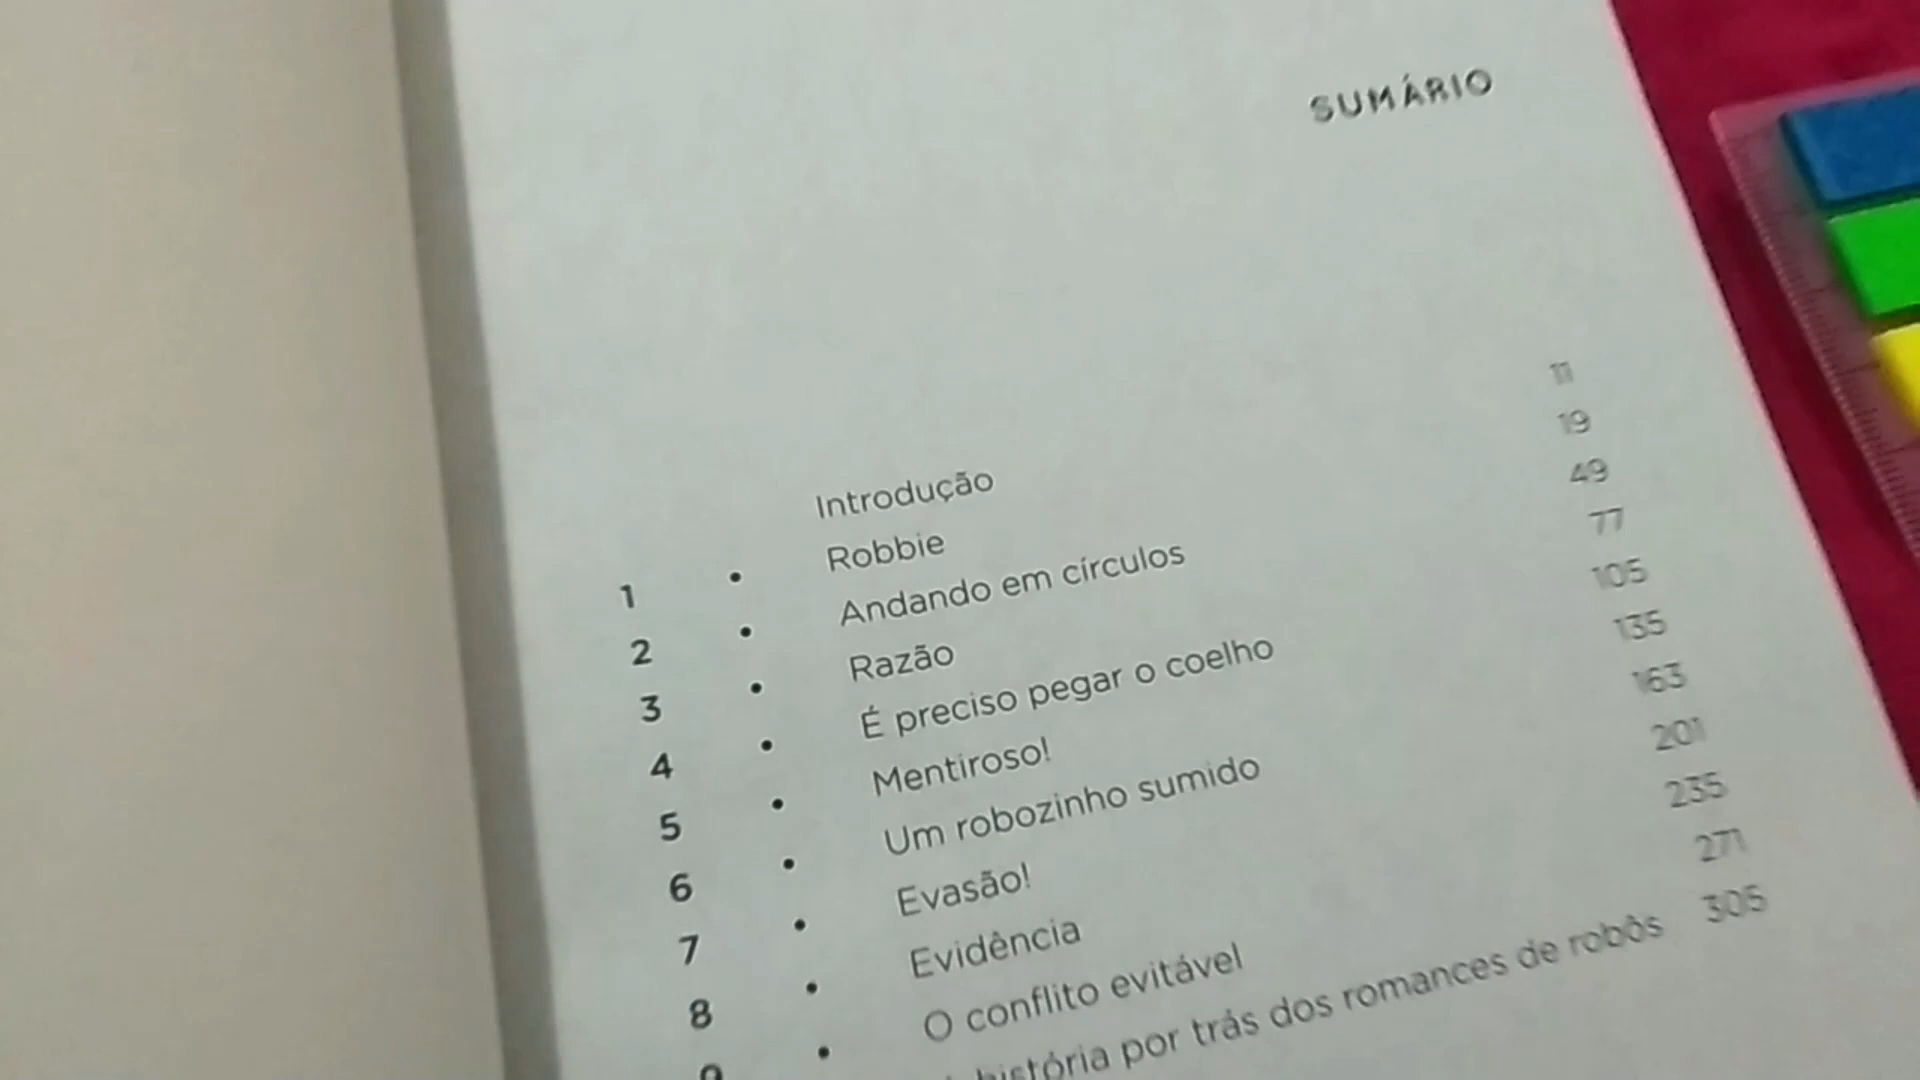 SUMÁRIO
Introdução 11
1 • Robbie 19
2 • Andando em círculos 49
3 • Razão 77
4 • É preciso pegar o coelho 105
5 • Mentiroso! 135
6 • Um robozinho sumido 163
7 • Evasão! 201
8 • Evidência 235
9 • O conflito evitável 271
história por trás dos romances de robôs 305